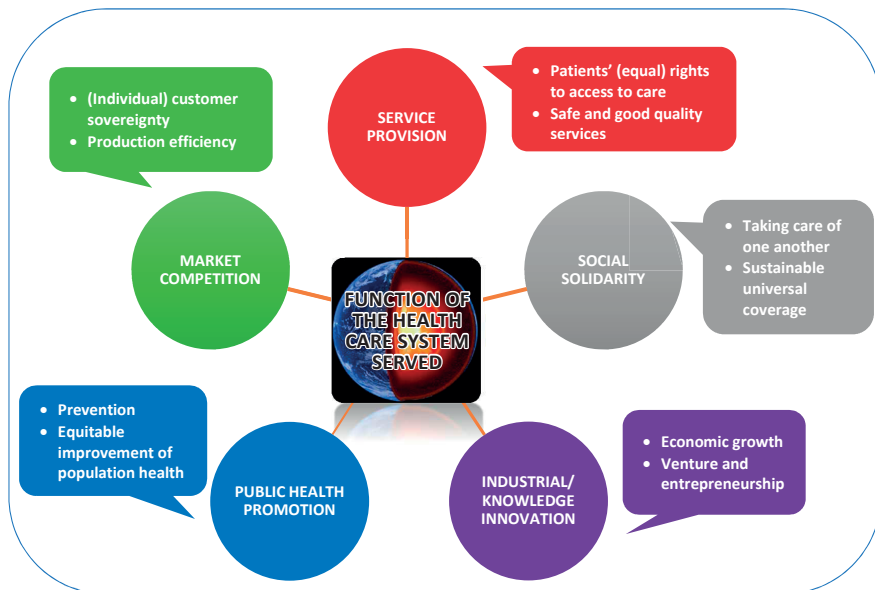 • (Individual) customer
sovereignty
• Production efficiency
SERVICE
PROVISION
• Patients’ (equal) rights
to access to care
• Safe and good quality
services
MARKET
COMPETITION
FUNCTION OF
THE HEALTH
CARE SYSTEM
SERVED
SOCIAL
SOLIDARITY
• Taking care of
one another
• Sustainable
universal
coverage
• Prevention
• Equitable
improvement of
population health
PUBLIC HEALTH
PROMOTION
INDUSTRIAL/
KNOWLEDGE
INNOVATION
• Economic growth
• Venture and
entrepreneurship